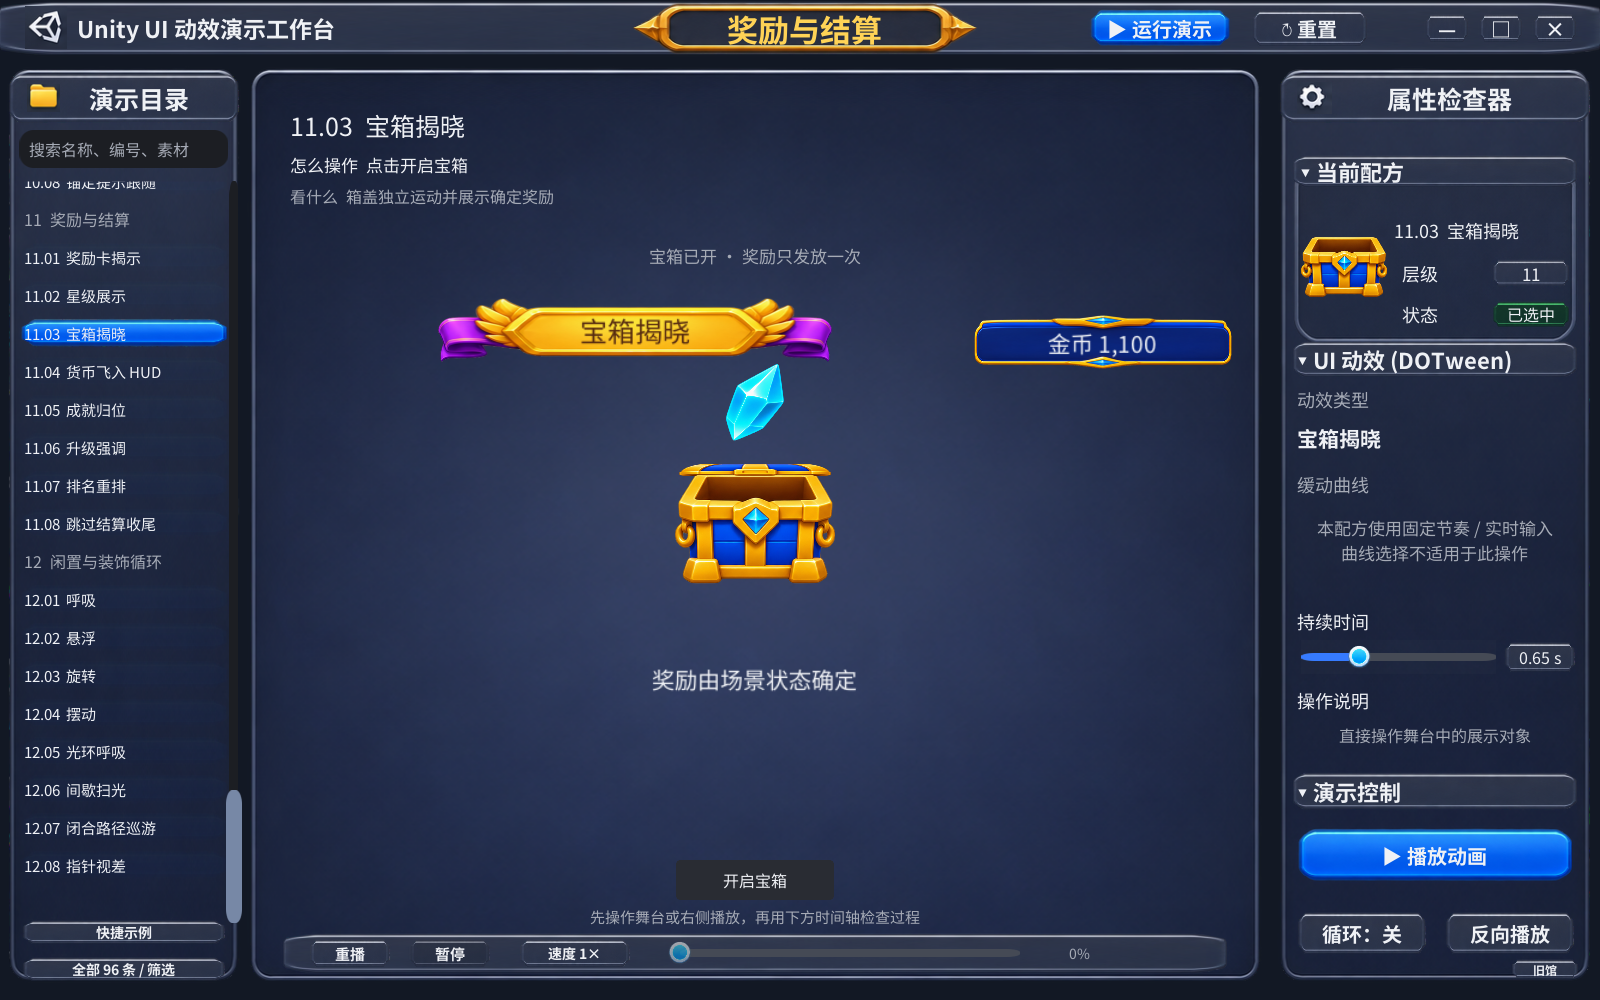 Unity UI 动效演示工作台
奖励与结算
▶ 运行演示
↻ 重置
演示目录
搜索名称、编号、素材
10.08 锚定提示跟随
11 奖励与结算
11.01 奖励卡揭示
11.02 星级展示
11.03 宝箱揭晓
11.04 货币飞入 HUD
11.05 成就归位
11.06 升级强调
11.07 排名重排
11.08 跳过结算收尾
12 闲置与装饰循环
12.01 呼吸
12.02 悬浮
12.03 旋转
12.04 摆动
12.05 光环呼吸
12.06 间歇扫光
12.07 闭合路径巡游
12.08 指针视差
快捷示例
全部 96 条 / 筛选
11.03 宝箱揭晓
怎么操作 点击开启宝箱
看什么 箱盖独立运动并展示确定奖励
宝箱已开 · 奖励只发放一次
宝箱揭晓
金币 1,100
奖励由场景状态确定
开启宝箱
先操作舞台或右侧播放，再用下方时间轴检查过程
重播
暂停
速度 1×
0%
属性检查器
▼ 当前配方
11.03 宝箱揭晓
层级
11
状态
已选中
▼ UI 动效 (DOTween)
动效类型
宝箱揭晓
缓动曲线
本配方使用固定节奏 / 实时输入
曲线选择不适用于此操作
持续时间
0.65 s
操作说明
直接操作舞台中的展示对象
▼ 演示控制
▶ 播放动画
循环：关
反向播放
旧馆